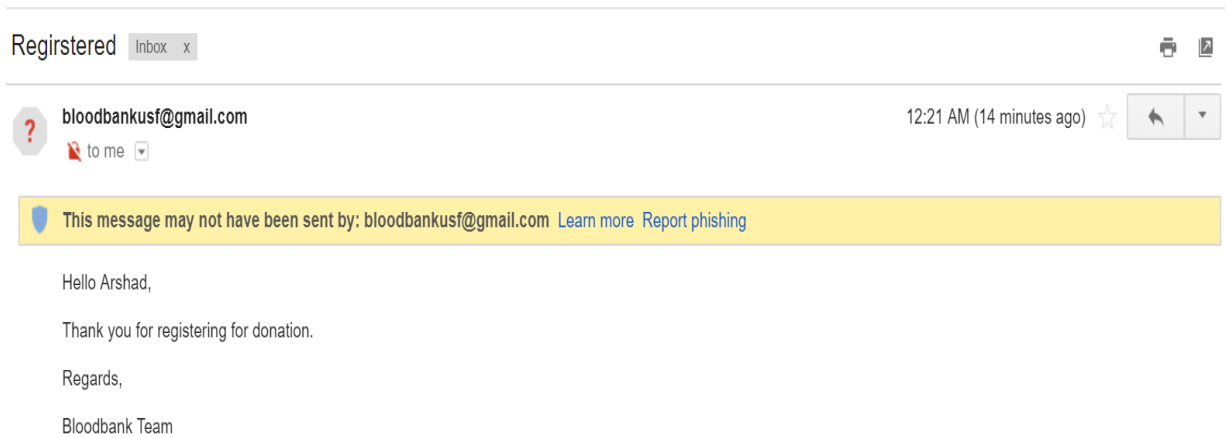 Regirstered Inbox x
bloodbankusf@gmail.com 12:21 AM (14 minutes ago)
? to me
This message may not have been sent by: bloodbankusf@gmail.com Learn more Report phishing
Hello Arshad,
Thank you for registering for donation.
Regards,
Bloodbank Team